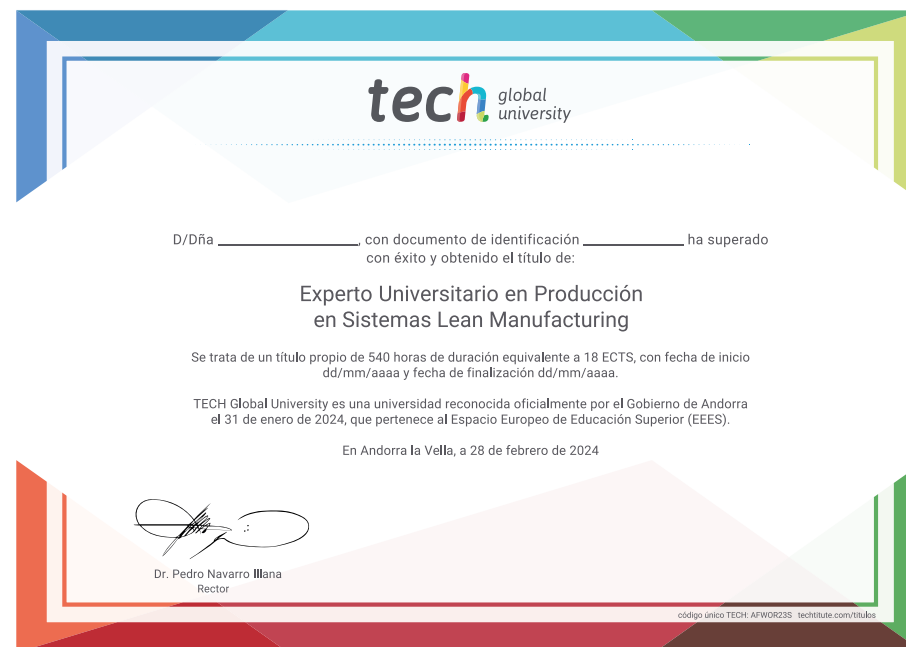 tech global
university
D/Dña ____________________, con documento de identificación ______________ ha superado
con éxito y obtenido el título de:
Experto Universitario en Producción
en Sistemas Lean Manufacturing
Se trata de un título propio de 540 horas de duración equivalente a 18 ECTS, con fecha de inicio
dd/mm/aaaa y fecha de finalización dd/mm/aaaa.
TECH Global University es una universidad reconocida oficialmente por el Gobierno de Andorra
el 31 de enero de 2024, que pertenece al Espacio Europeo de Educación Superior (EEES).
En Andorra la Vella, a 28 de febrero de 2024
Dr. Pedro Navarro Illana
Rector
código único TECH: AFWOR23S techtitute.com/titulos